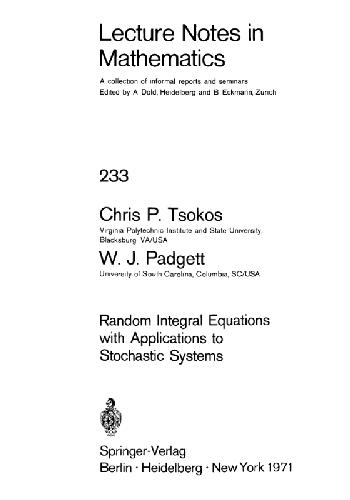 Lecture Notes in
Mathematics
A collection of informal reports and seminars
Edited by A. Dold, Heidelberg and B. Eckmann, Zürich
233
Chris P. Tsokos
Virginia Polytechnic Institute and State University,
Blacksburg VA/USA
W. J. Padgett
University of South Carolina, Columbia, SC/USA
Random Integral Equations
with Applications to
Stochastic Systems
Springer-Verlag
Berlin · Heidelberg · New York 1971